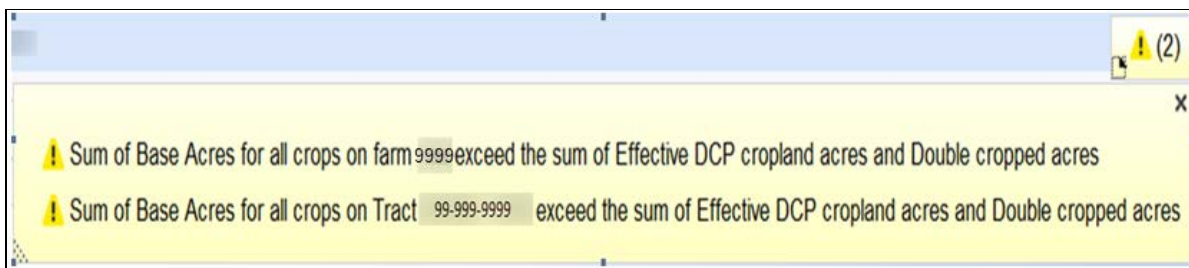 (2)
x
Sum of Base Acres for all crops on farm 9999 exceed the sum of Effective DCP cropland acres and Double cropped acres
Sum of Base Acres for all crops on Tract 99-999-9999 exceed the sum of Effective DCP cropland acres and Double cropped acres